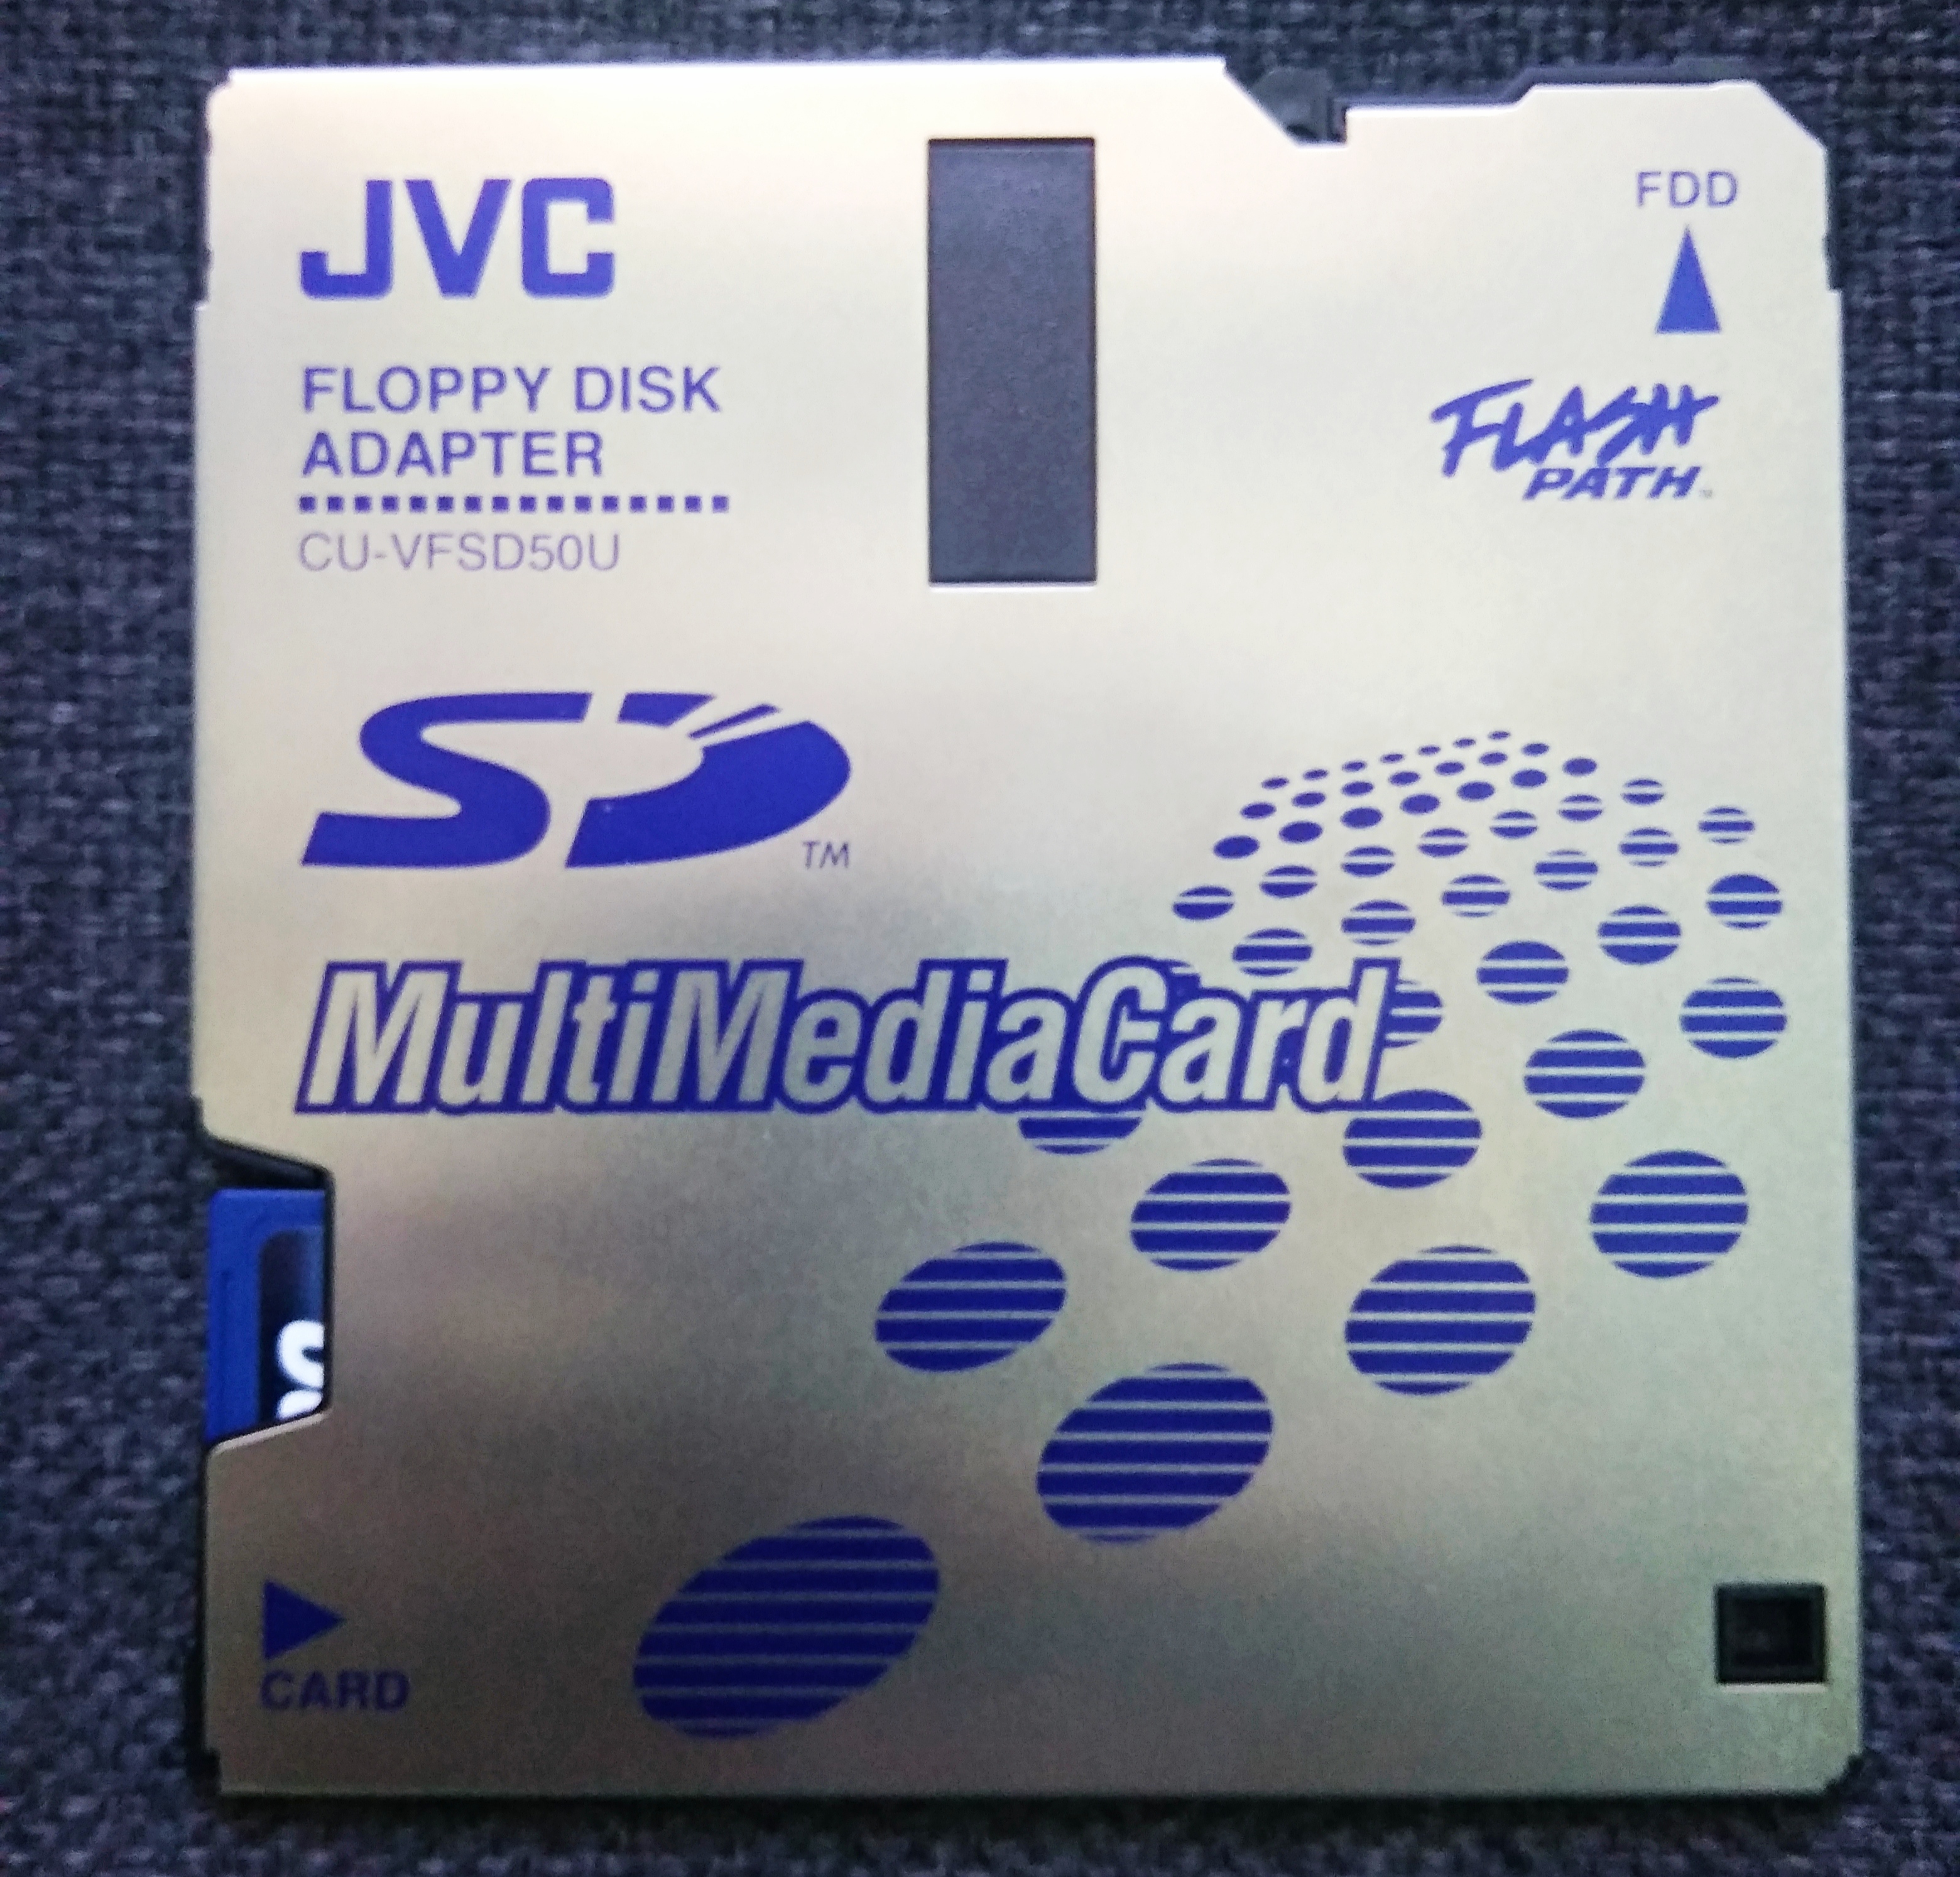 JVC
FDD
FLOPPY DISK
ADAPTER
FLASH
PATH
CU-VFSD50U
SD
TM
MultiMediaCard
CARD